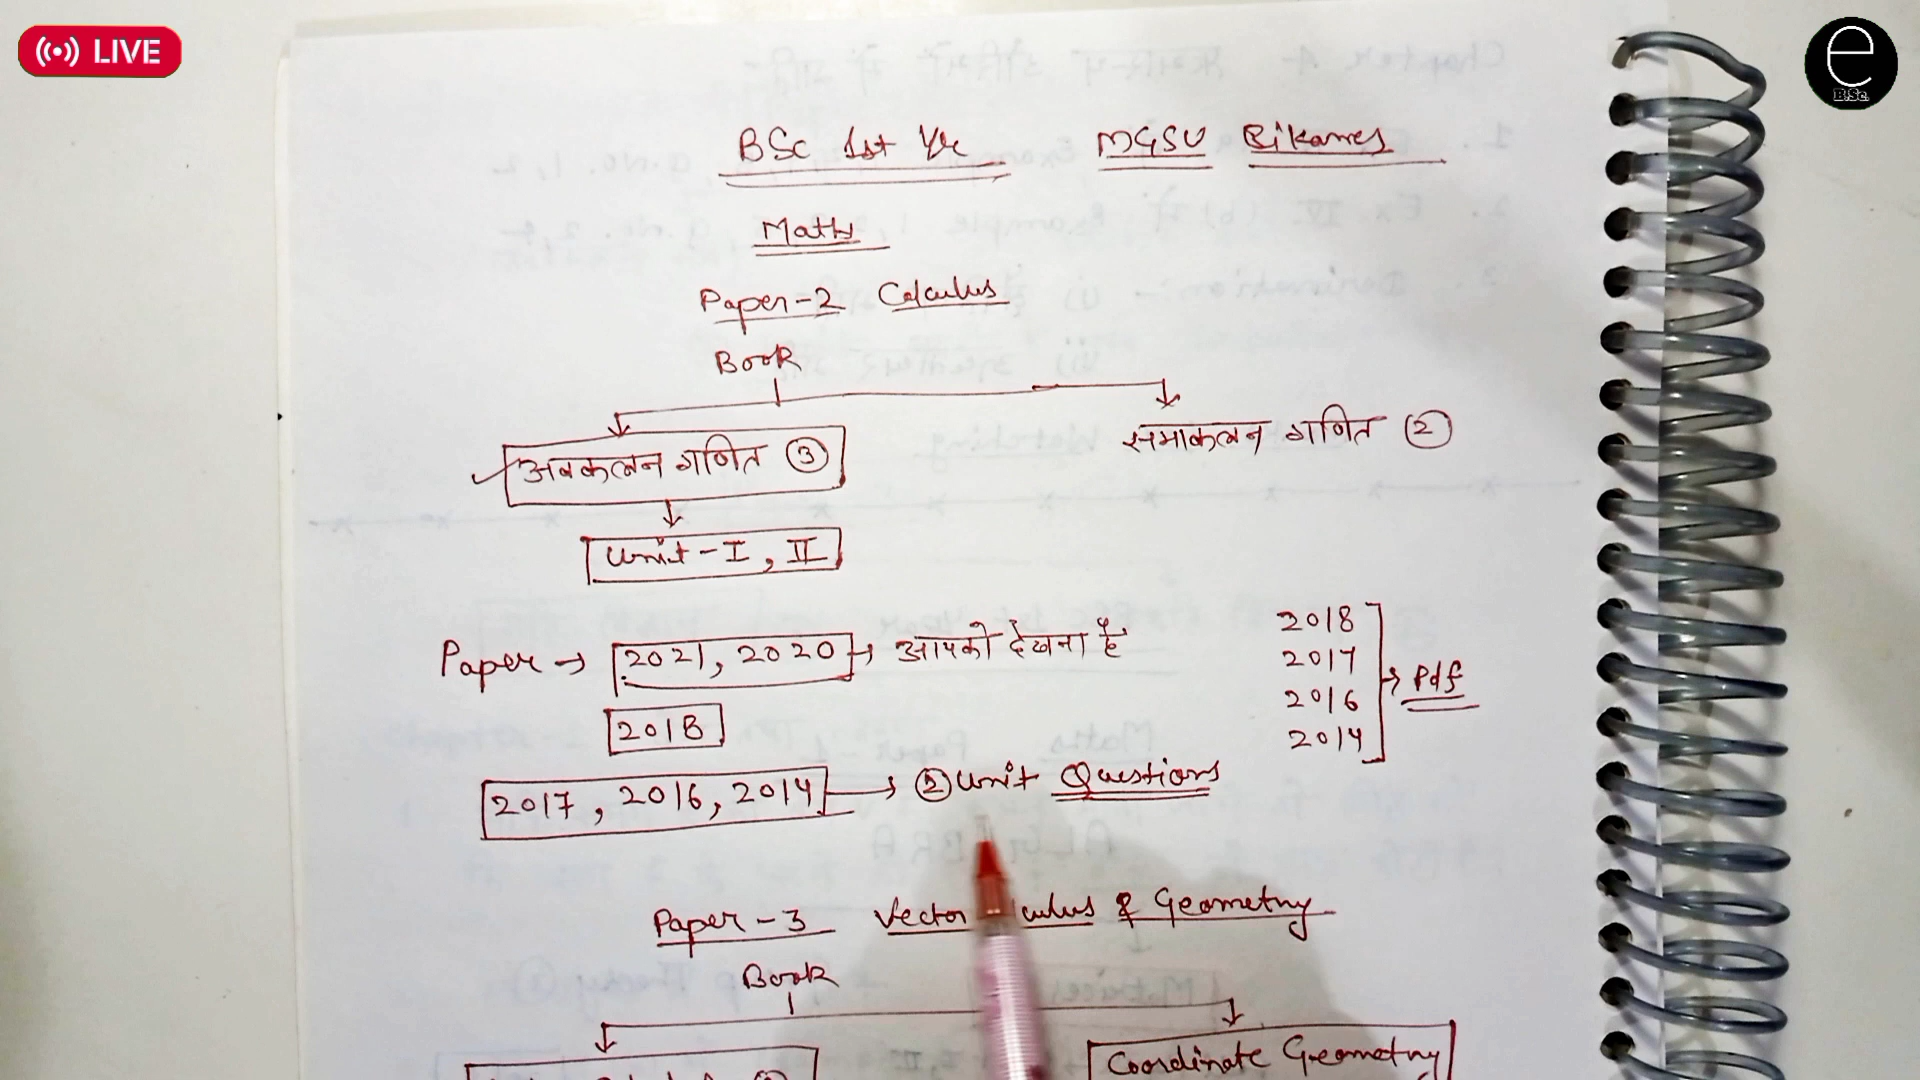 LIVE
e
B.Sc.
BSc 1st Yr MGSU Bikaner
Maths
Paper-2 Calculus
Book
अवकलन गणित ③
समाकलन गणित ②
Unit - I, II
Paper → 2021, 2020 → आपको देखना है
2018
2017, 2016, 2014 → ② Unit Questions
2018
2017
2016
2014
→ Pdf
Paper - 3 Vector & Geometry
Book
Coordinate Geometry